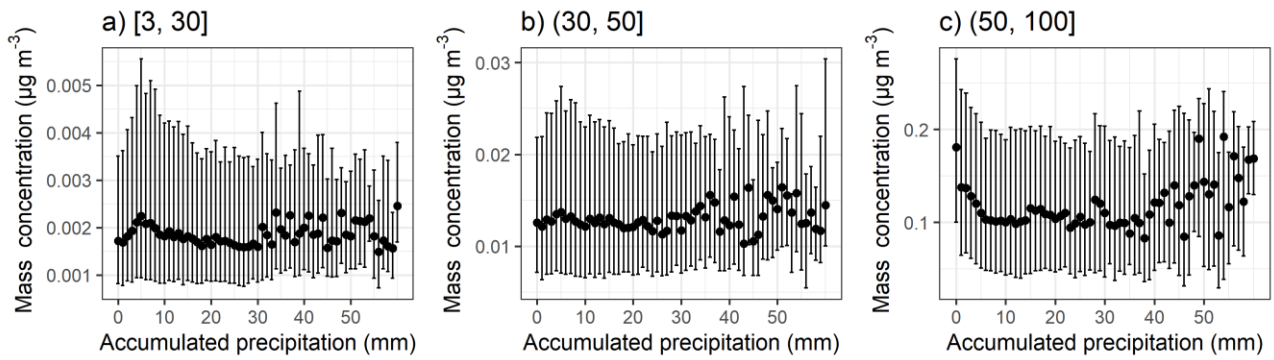 a) [3, 30]
Mass concentration (µg m⁻³)
0.005
0.004
0.003
0.002
0.001
0 10 20 30 40 50
Accumulated precipitation (mm)
b) (30, 50]
Mass concentration (µg m⁻³)
0.03
0.02
0.01
0 10 20 30 40 50
Accumulated precipitation (mm)
c) (50, 100]
Mass concentration (µg m⁻³)
0.2
0.1
0 10 20 30 40 50
Accumulated precipitation (mm)